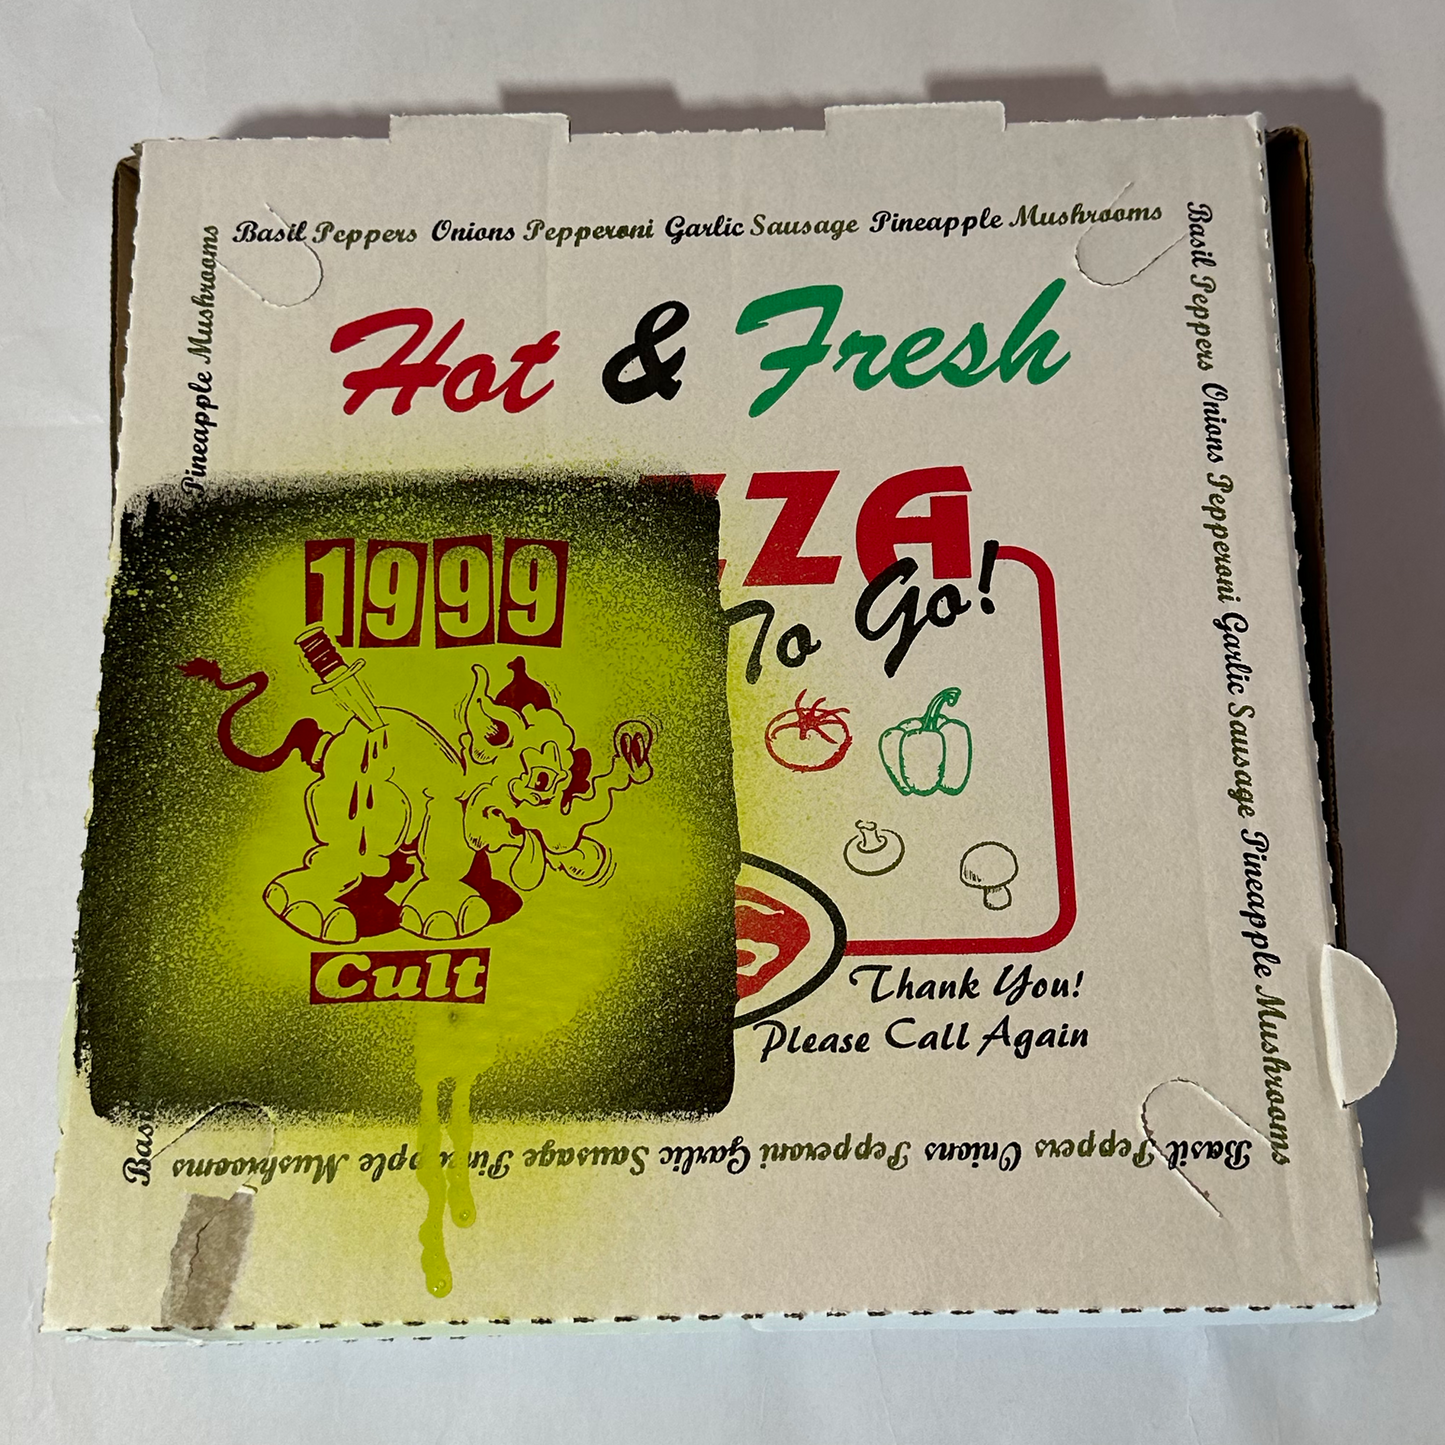 Basil Peppers Onions Pepperoni Garlic Sausage Pineapple Mushrooms
Hot & Fresh
ZZA
To Go!
1999
Cult
Thank You!
Please Call Again
Basil Peppers Onions Pepperoni Garlic Sausage Pineapple Mushrooms
Basil Peppers Onions Pepperoni Garlic Sausage Mushrooms
Pineapple Mushrooms